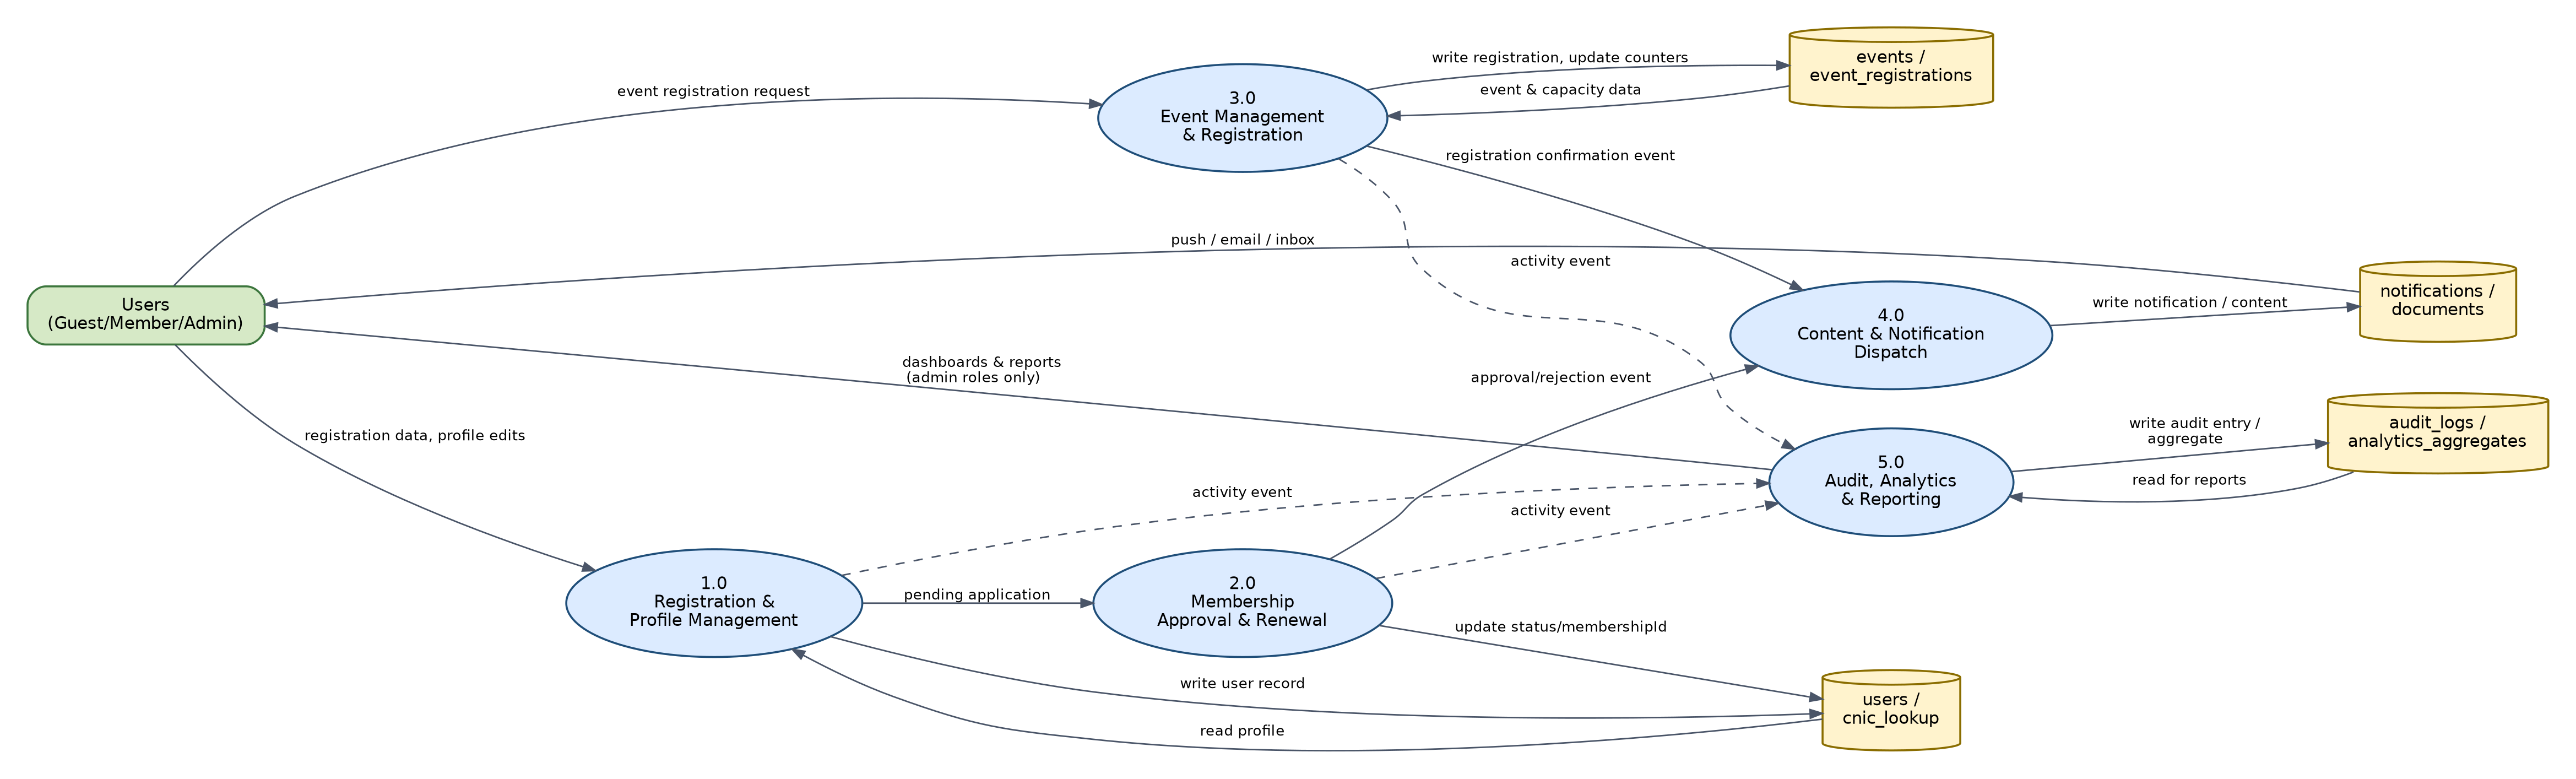 events /
event_registrations
write registration, update counters
event & capacity data
event registration request
3.0
Event Management
& Registration
registration confirmation event
push / email / inbox
activity event
Users
(Guest/Member/Admin)
notifications /
documents
write notification / content
4.0
Content & Notification
Dispatch
dashboards & reports
(admin roles only)
approval/rejection event
registration data, profile edits
audit_logs /
analytics_aggregates
write audit entry /
aggregate
read for reports
5.0
Audit, Analytics
& Reporting
activity event
activity event
1.0
Registration &
Profile Management
pending application
2.0
Membership
Approval & Renewal
update status/membershipId
write user record
read profile
users /
cnic_lookup